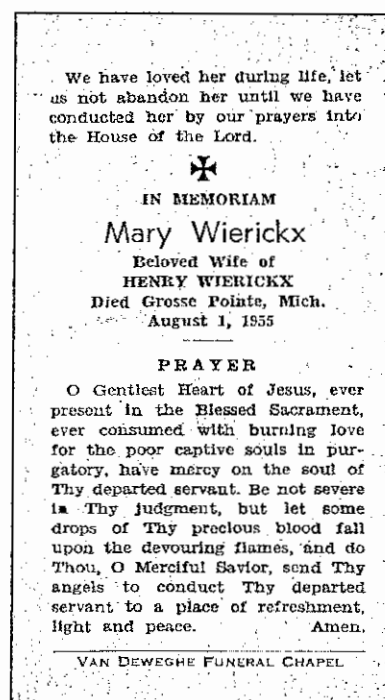 We have loved her during life, let
us not abandon her until we have
conducted her by our prayers into
the House of the Lord.
✠
IN MEMORIAM
Mary Wierickx
Beloved Wife of
HENRY WIERICKX
Died Grosse Pointe, Mich.
August 1, 1955
PRAYER
O Gentlest Heart of Jesus, ever
present in the Blessed Sacrament,
ever consumed with burning love
for the poor captive souls in pur-
gatory, have mercy on the soul of
Thy departed servant. Be not severe
in Thy judgment, but let some
drops of Thy precious blood fall
upon the devouring flames, and do
Thou, O Merciful Savior, send Thy
angels to conduct Thy departed
servant to a place of refreshment,
light and peace. Amen.
VAN DEWEGHE FUNERAL CHAPEL